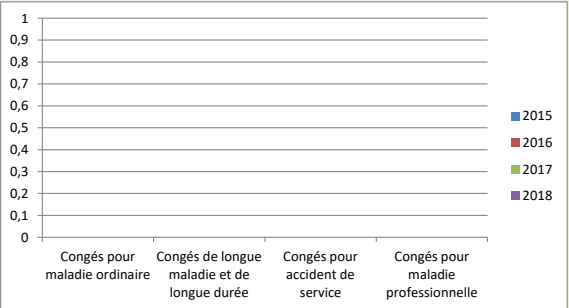 1
0,9
0,8
0,7
0,6
0,5
0,4
0,3
0,2
0,1
0
Congés pour
maladie ordinaire
Congés de longue
maladie et de
longue durée
Congés pour
accident de
service
Congés pour
maladie
professionnelle
2015
2016
2017
2018